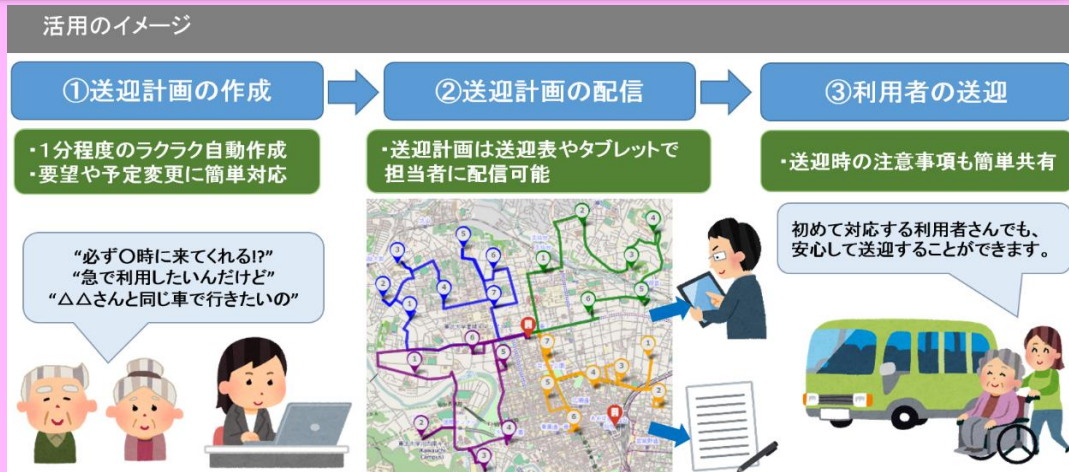 活用のイメージ
①送迎計画の作成
②送迎計画の配信
③利用者の送迎
・1分程度のラクラク自動作成
・要望や予定変更に簡単対応
・送迎計画は送迎表やタブレットで
担当者に配信可能
・送迎時の注意事項も簡単共有
“必ず〇時に来てくれる!?”
“急で利用したいんだけど”
“△△さんと同じ車で行きたいの”
初めて対応する利用者さんでも、
安心して送迎することができます。